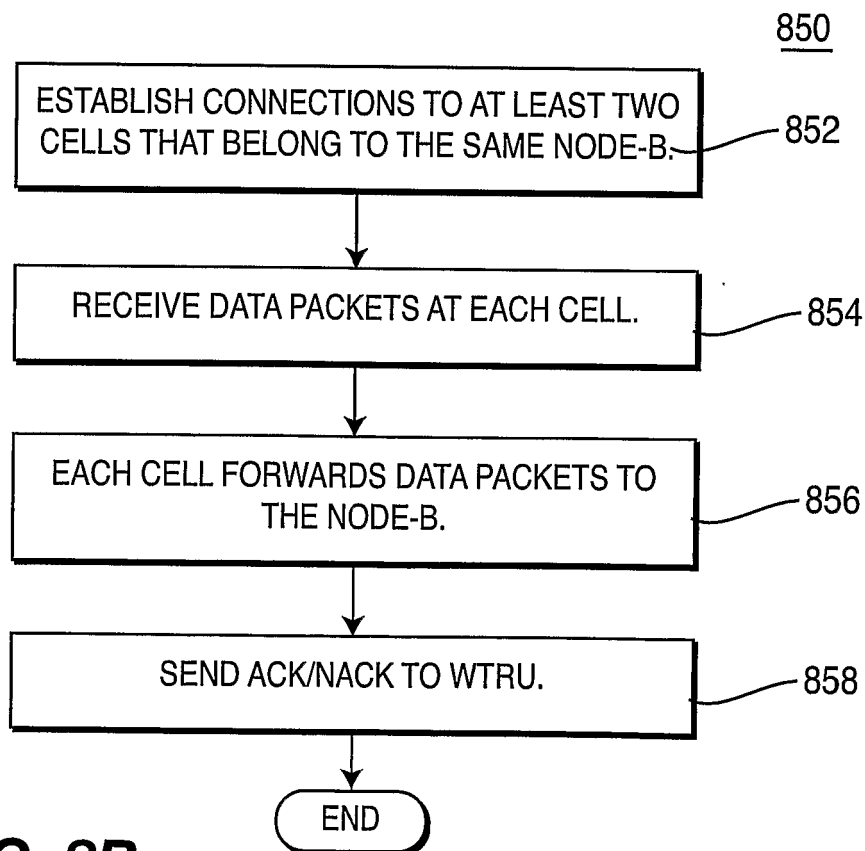 850
ESTABLISH CONNECTIONS TO AT LEAST TWO
CELLS THAT BELONG TO THE SAME NODE-B.
852
RECEIVE DATA PACKETS AT EACH CELL.
854
EACH CELL FORWARDS DATA PACKETS TO
THE NODE-B.
856
SEND ACK/NACK TO WTRU.
858
END